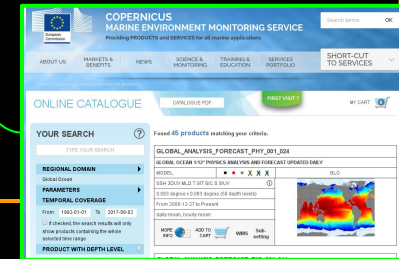 COPERNICUS
MARINE ENVIRONMENT MONITORING SERVICE
Providing PRODUCTS and SERVICES for all marine applications
European
Commission
Search terms OK
ABOUT US MARKETS & BENEFITS NEWS SCIENCE & MONITORING TRAINING & EDUCATION SERVICES PORTFOLIO SHORT-CUT TO SERVICES
ONLINE CATALOGUE CATALOGUE PDF FIRST VISIT ? MY CART
YOUR SEARCH ?
TYPE YOUR SEARCH
REGIONAL DOMAIN
Global Ocean
PARAMETERS
TEMPORAL COVERAGE
From 1992-01-01 To
If checked, the search results will only
show products containing the whole
selected time range
PRODUCT WITH DEPTH LEVEL
Found 45 products matching your criteria.
GLOBAL_ANALYSIS_FORECAST_PHY_001_024
GLOBAL OCEAN 1/12° PHYSICS ANALYSIS AND FORECAST UPDATED DAILY
MODEL GLO
SSH 3DUV MLD T SIT SIC S SIUV
0.083 degree x 0.083 degree (50 depth levels)
From 2006-12-27 to Present
daily-mean, hourly-mean
MORE INFO ADD TO CART WMS Sub-setting